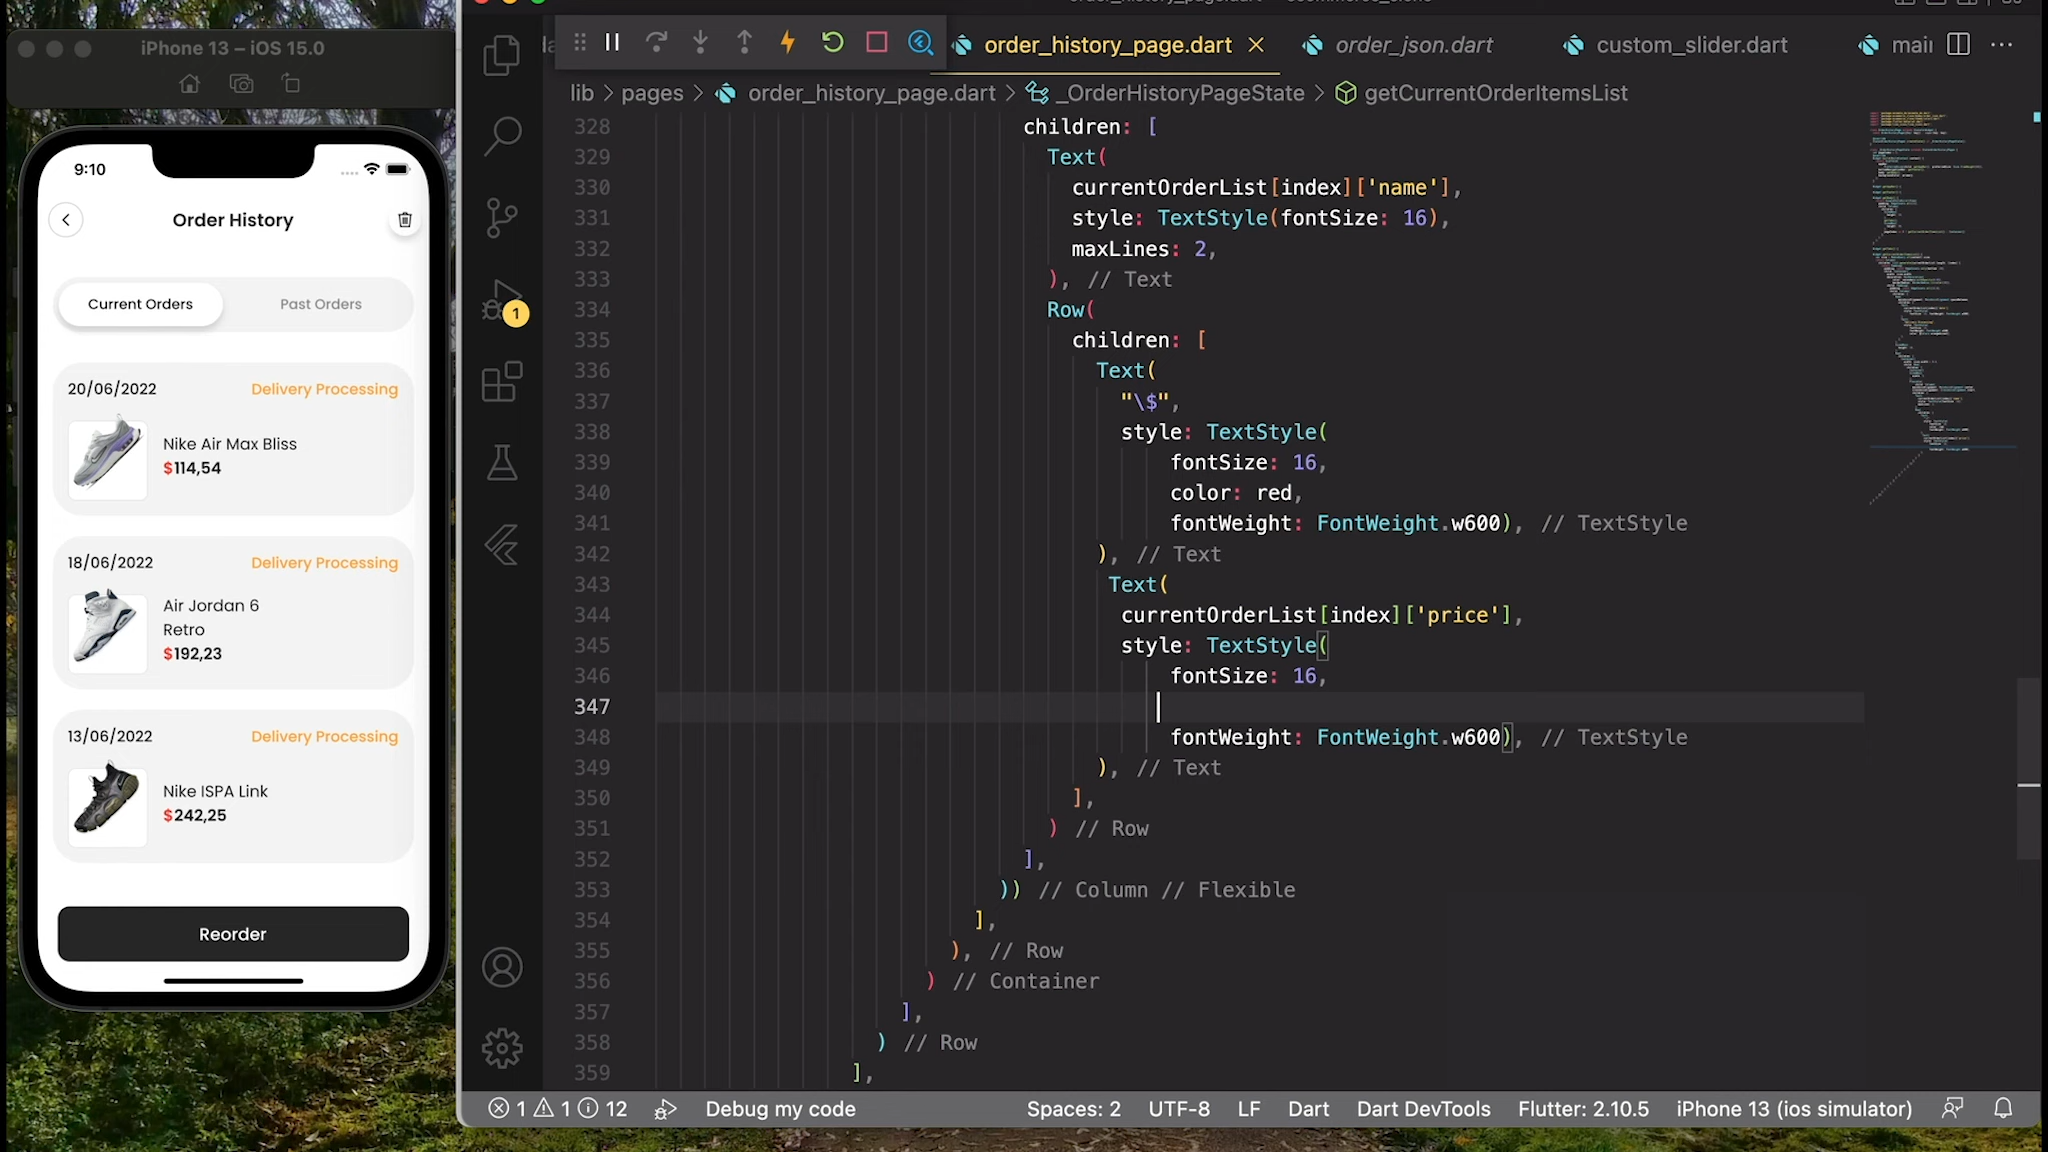 iPhone 13 – iOS 15.0
9:10
Order History
Current Orders
Past Orders
20/06/2022
Delivery Processing
Nike Air Max Bliss
$114,54
18/06/2022
Delivery Processing
Air Jordan 6
Retro
$192,23
13/06/2022
Delivery Processing
Nike ISPA Link
$242,25
Reorder
order_history_page.dart
order_json.dart
custom_slider.dart
lib > pages > order_history_page.dart > _OrderHistoryPageState > getCurrentOrderItemsList
1
328 children: [
329 Text(
330 currentOrderList[index]['name'],
331 style: TextStyle(fontSize: 16),
332 maxLines: 2,
333 ), // Text
334 Row(
335 children: [
336 Text(
337 "\$",
338 style: TextStyle(
339 fontSize: 16,
340 color: red,
341 fontWeight: FontWeight.w600), // TextStyle
342 ), // Text
343 Text(
344 currentOrderList[index]['price'],
345 style: TextStyle(
346 fontSize: 16,
347
348 fontWeight: FontWeight.w600), // TextStyle
349 ), // Text
350 ],
351 ) // Row
352 ],
353 )) // Column // Flexible
354 ],
355 ), // Row
356 ) // Container
357 ],
358 ) // Row
359 ],
1 1 12 Debug my code Spaces: 2 UTF-8 LF Dart Dart DevTools Flutter: 2.10.5 iPhone 13 (ios simulator)